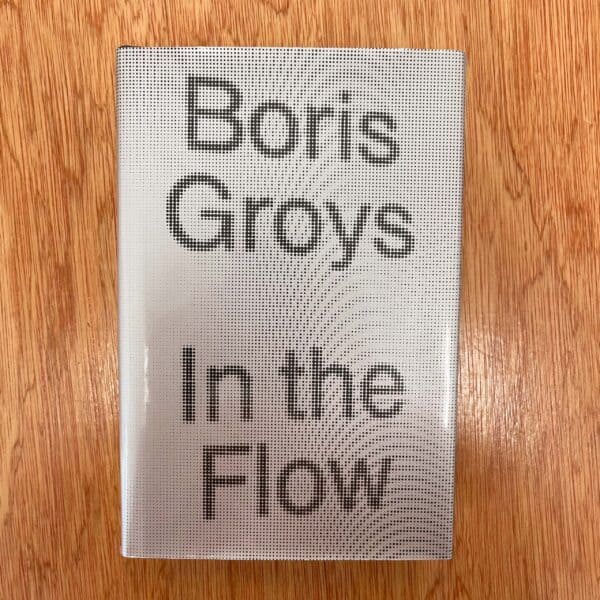 Boris
Groys
In the
Flow